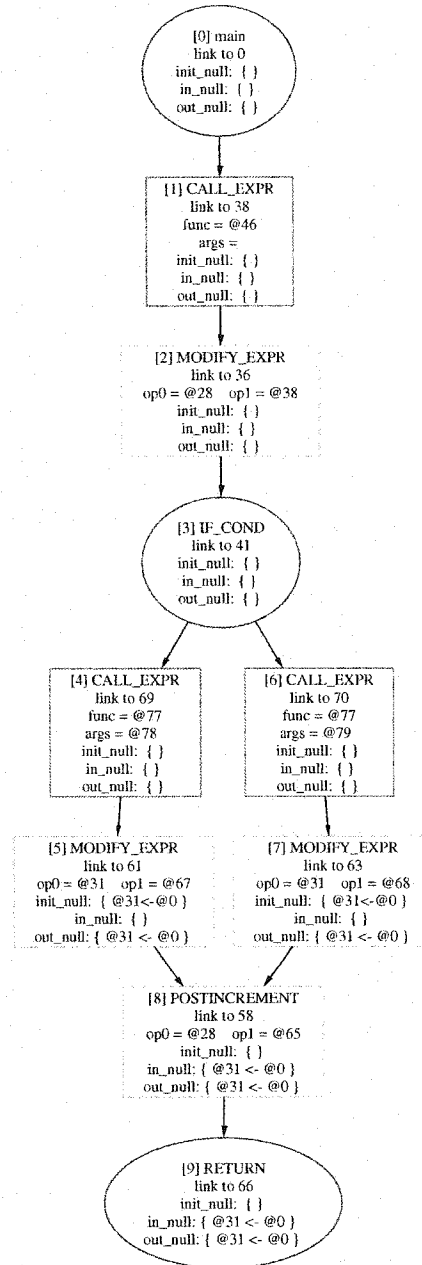 [0] main
link to 0
init_null: { }
in_null: { }
out_null: { }
[1] CALL_EXPR
link to 38
func = @46
args =
init_null: { }
in_null: { }
out_null: { }
[2] MODIFY_EXPR
link to 36
op0 = @28 op1 = @38
init_null: { }
in_null: { }
out_null: { }
[3] IF_COND
link to 41
init_null: { }
in_null: { }
out_null: { }
[4] CALL_EXPR
link to 69
func = @77
args = @78
init_null: { }
in_null: { }
out_null: { }
[6] CALL_EXPR
link to 70
func = @77
args = @79
init_null: { }
in_null: { }
out_null: { }
[5] MODIFY_EXPR
link to 61
op0 = @31 op1 = @67
init_null: { @31<-@0 }
in_null: { }
out_null: { @31 <- @0 }
[7] MODIFY_EXPR
link to 63
op0 = @31 op1 = @68
init_null: { @31<-@0 }
in_null: { }
out_null: { @31 <- @0 }
[8] POSTINCREMENT
link to 58
op0 = @28 op1 = @65
init_null: { }
in_null: { @31 <- @0 }
out_null: { @31 <- @0 }
[9] RETURN
link to 66
init_null: { }
in_null: { @31 <- @0 }
out_null: { @31 <- @0 }